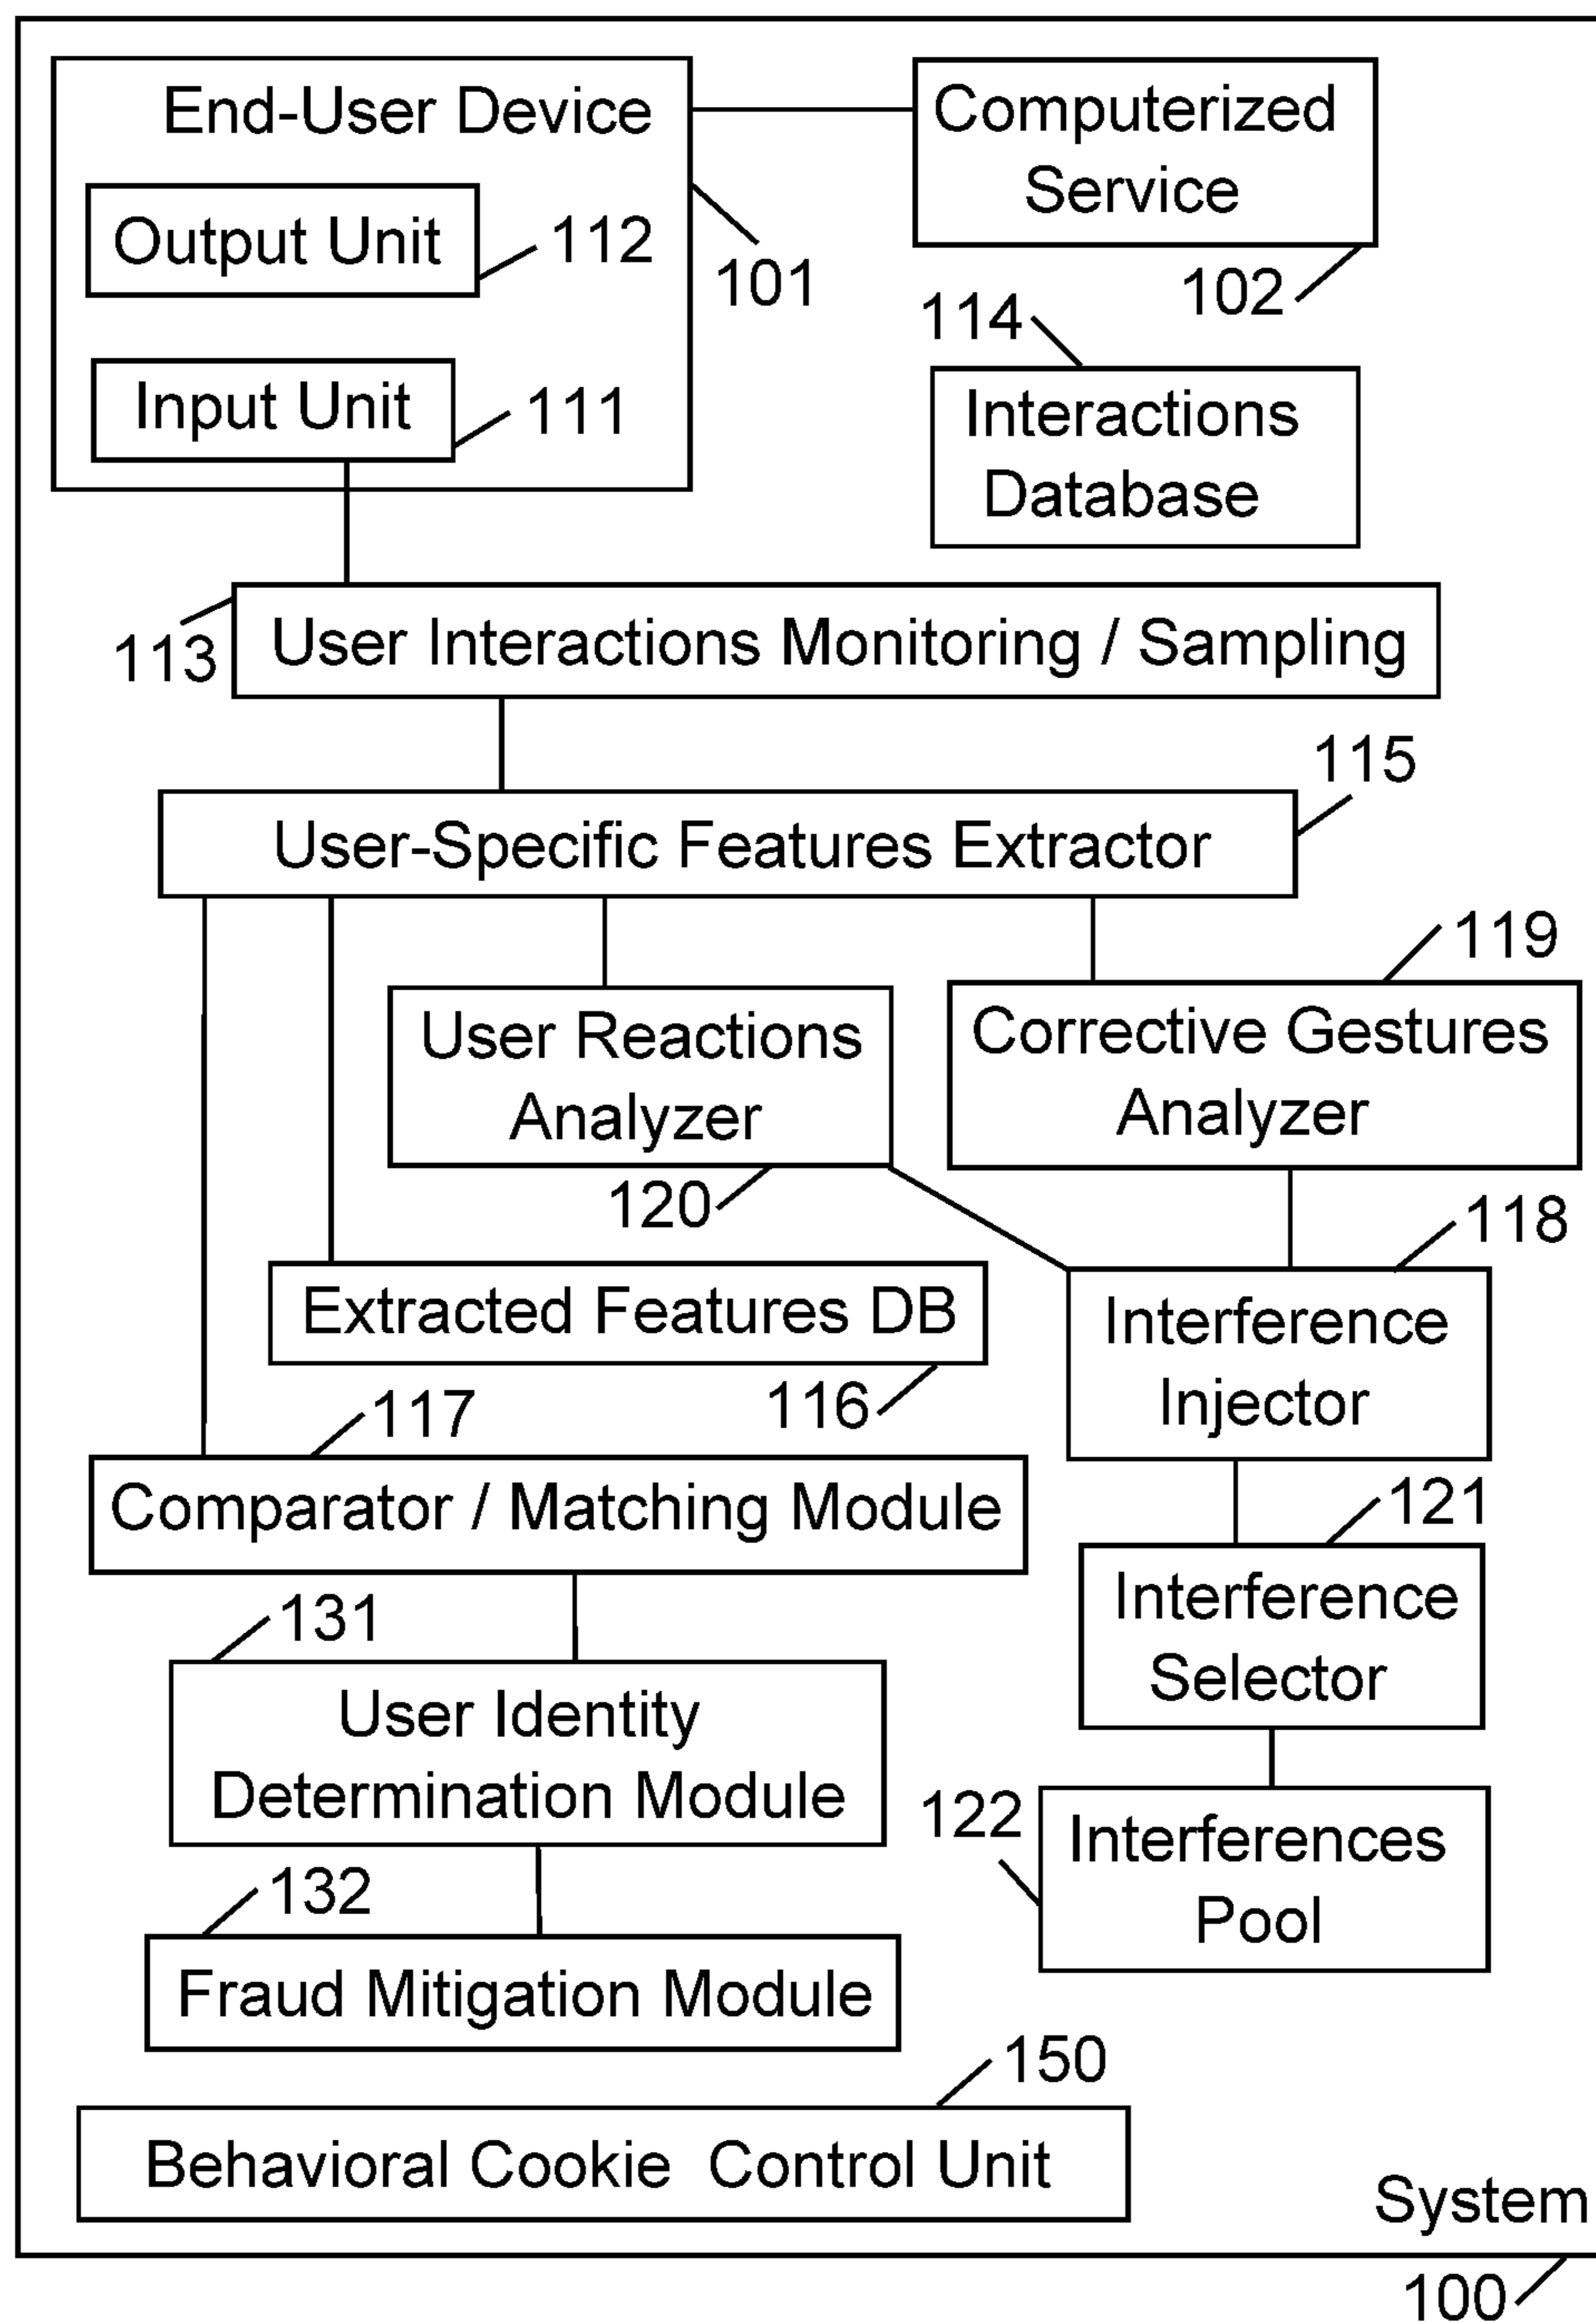 End-User Device
Computerized
Service
Output Unit
112
101
102
114
Input Unit
111
Interactions
Database
113
User Interactions Monitoring / Sampling
115
User-Specific Features Extractor
119
User Reactions
Analyzer
Corrective Gestures
Analyzer
120
118
Extracted Features DB
Interference
Injector
117
116
Comparator / Matching Module
121
131
Interference
Selector
User Identity
Determination Module
122
Interferences
Pool
132
Fraud Mitigation Module
150
Behavioral Cookie Control Unit
System
100